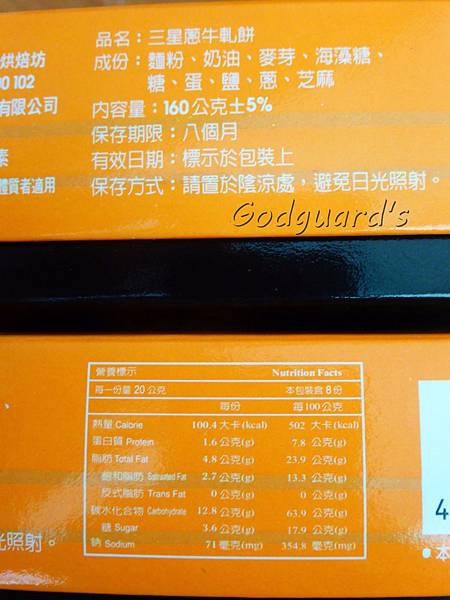 烘焙坊
00 102
有限公司
素
體質者適用
品名：三星蔥牛軋餅
成份：麵粉、奶油、麥芽、海藻糖、
糖、蛋、鹽、蔥、芝麻
內容量：160公克±5%
保存期限：八個月
有效日期：標示於包裝上
保存方式：請置於陰涼處，避免日光照射。
Godguard's
營養標示 Nutrition Facts
每一份量 20 公克 本包裝含 8 份
每份 每 100 公克
熱量 Calorie 100.4 大卡(kcal) 502 大卡(kcal)
蛋白質 Protein 1.6 公克(g) 7.8 公克(g)
脂肪 Total Fat 4.8 公克(g) 23.9 公克(g)
飽和脂肪 Saturated Fat 2.7 公克(g) 13.3 公克(g)
反式脂肪 Trans Fat 0 公克(g) 0 公克(g)
碳水化合物 Carbohydrate 12.8 公克(g) 63.9 公克(g)
糖 Sugar 3.6 公克(g) 17.9 公克(g)
鈉 Sodium 71 毫克(mg) 354.8 毫克(mg)
光照射。
4
●本